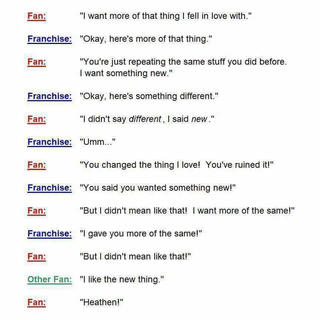 Fan: "I want more of that thing I fell in love with."
Franchise: "Okay, here's more of that thing."
Fan: "You're just repeating the same stuff you did before.
I want something new."
Franchise: "Okay, here's something different."
Fan: "I didn't say different, I said new."
Franchise: "Umm..."
Fan: "You changed the thing I love! You've ruined it!"
Franchise: "You said you wanted something new!"
Fan: "But I didn't mean like that! I want more of the same!"
Franchise: "I gave you more of the same!"
Fan: "But I didn't mean like that!"
Other Fan: "I like the new thing."
Fan: "Heathen!"